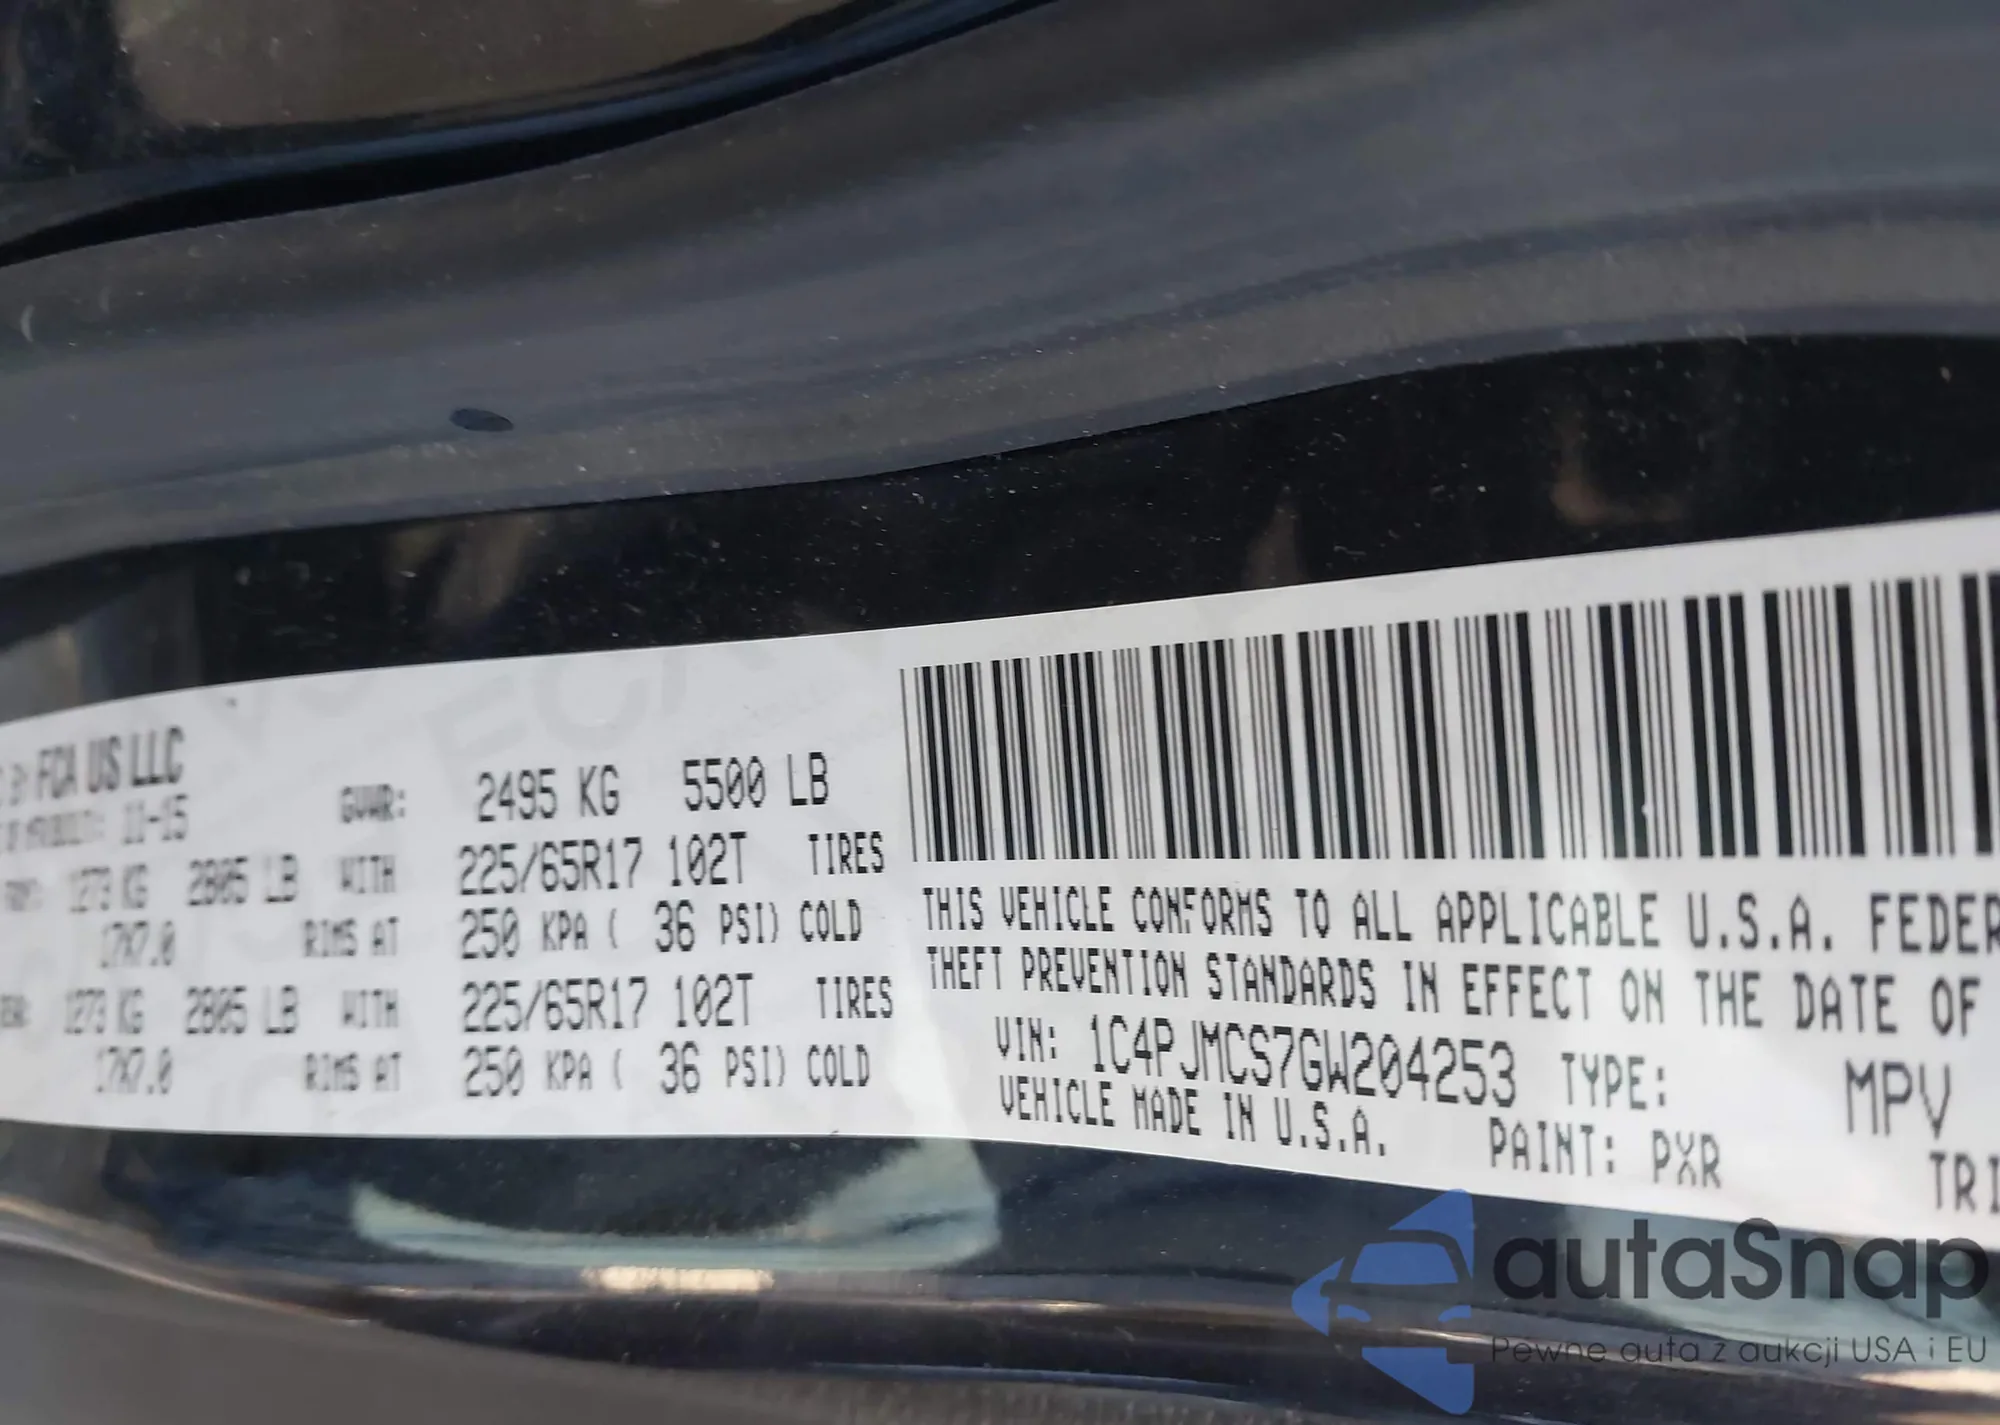 BY FCA US LLC
11-15
GVWR: 2495 KG 5500 LB
1273 KG 2805 LB WITH 225/65R17 102T TIRES
17X7.0 RIMS AT 250 KPA ( 36 PSI) COLD
REAR: 1273 KG 2805 LB WITH 225/65R17 102T TIRES
17X7.0 RIMS AT 250 KPA ( 36 PSI) COLD
THIS VEHICLE CONFORMS TO ALL APPLICABLE U.S.A. FEDER
THEFT PREVENTION STANDARDS IN EFFECT ON THE DATE OF
VIN: 1C4PJMCS7GW204253 TYPE: MPV
VEHICLE MADE IN U.S.A. PAINT: PXR
TRI
autaSnap
Pewne auta z aukcji USA i EU